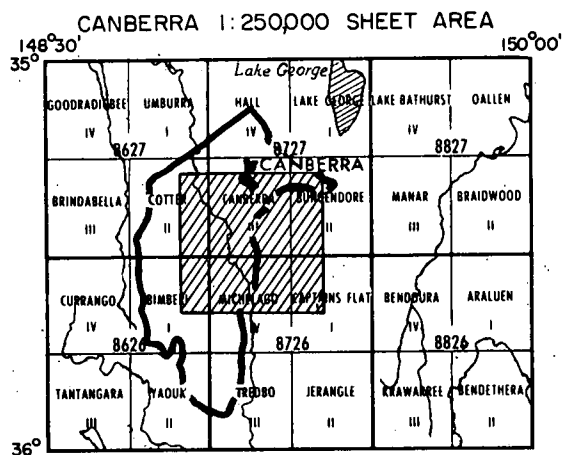 CANBERRA 1:250,000 SHEET AREA
148°30' 150°00'
35°
Lake George
GOODRADIGBEE UMBURRA HALL LAKE GEORGE LAKE BATHURST OALLEN
IV I IV I IV I
8627 8727 8827
CANBERRA
BRINDABELLA COTTER CANBERRA BUNGENDORE MANAR BRAIDWOOD
III II III II III II
CURRANGO BIMBERI MICHELAGO CAPTAINS FLAT BENDOURA ARALUEN
IV I IV I IV I
8626 8726 8826
TANTANGARA YAOUK TREDBO JERANGLE KRAWARREE BENDETHERA
III II III II III II
36°